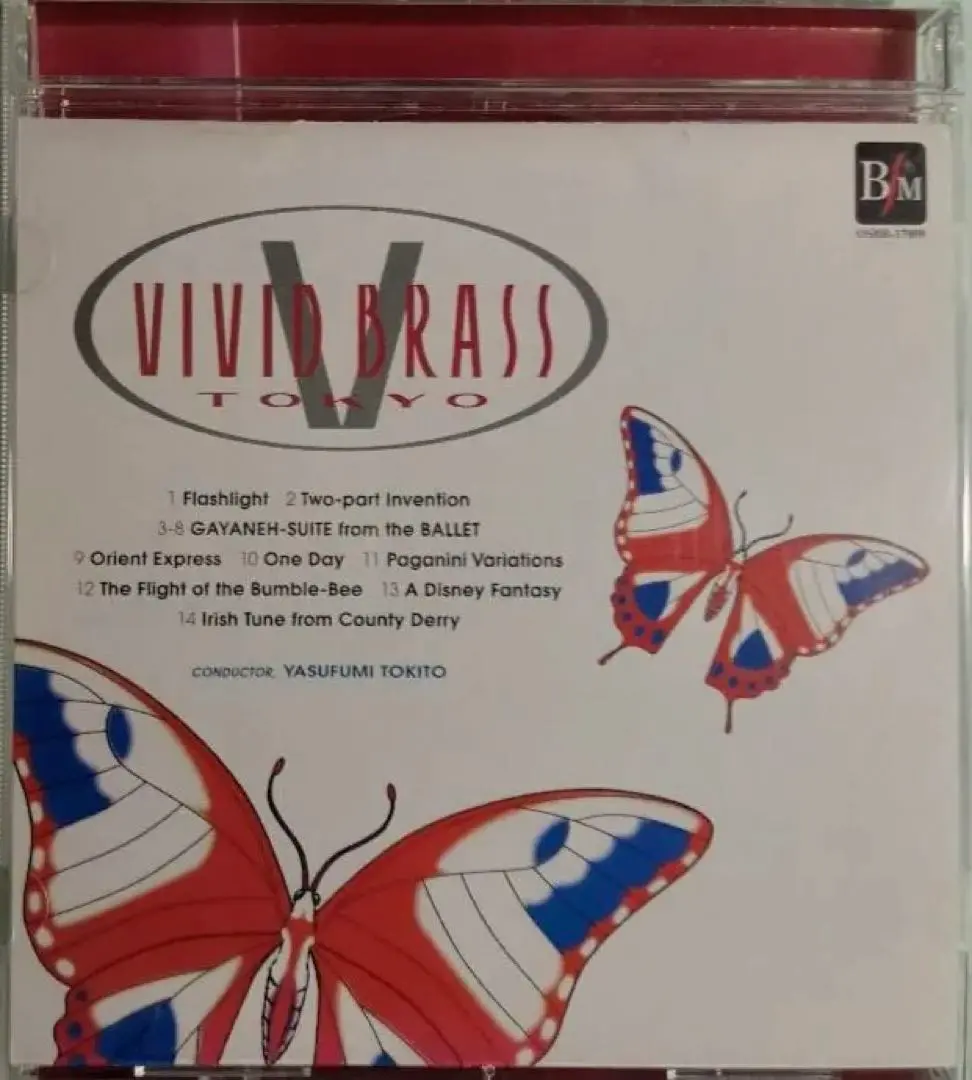 BfM
V
VIVID BRASS
TOKYO
1 Flashlight 2 Two-part Invention
3-8 GAYANEH-SUITE from the BALLET
9 Orient Express 10 One Day 11 Paganini Variations
12 The Flight of the Bumble-Bee 13 A Disney Fantasy
14 Irish Tune from County Derry
CONDUCTOR, YASUFUMI TOKITO